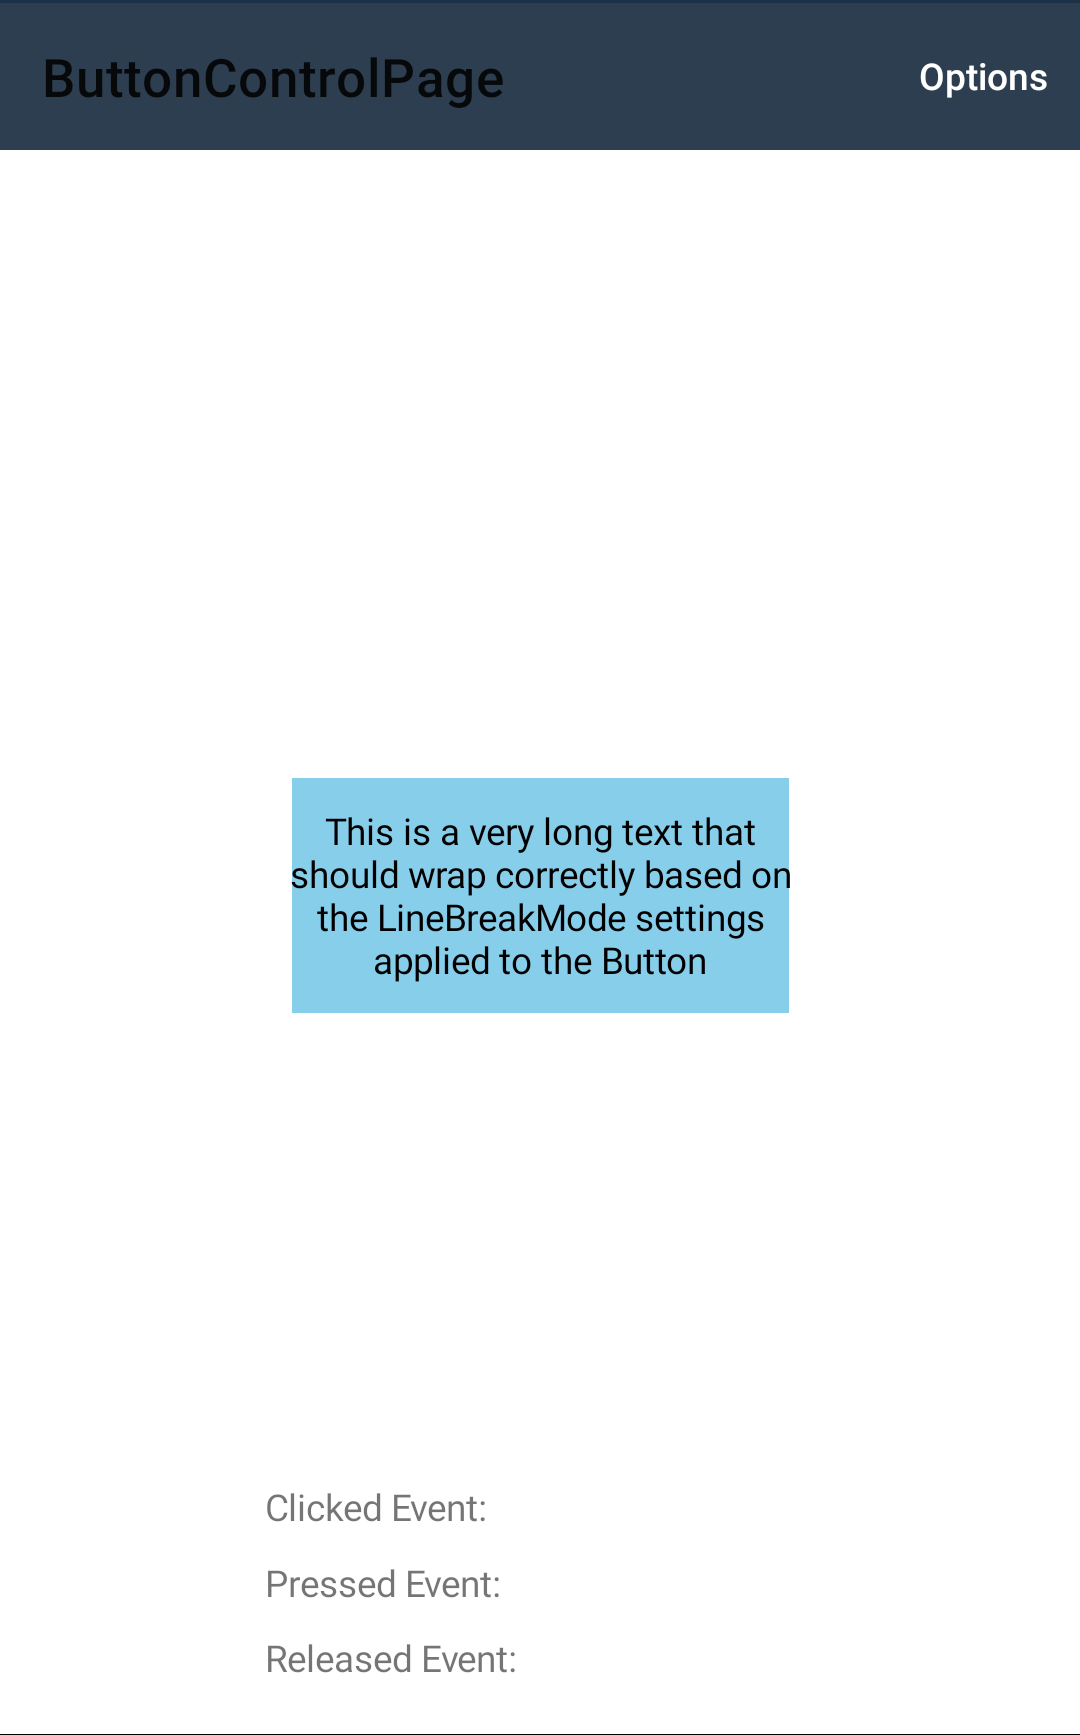 ButtonControlPage
Options
This is a very long text that
should wrap correctly based on
the LineBreakMode settings
applied to the Button
Clicked Event:
Pressed Event:
Released Event: